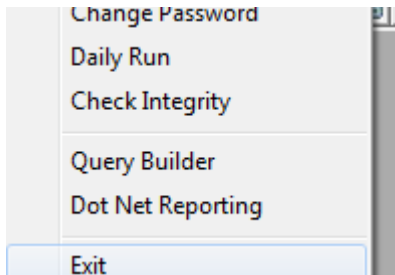 Change Password
Daily Run
Check Integrity
Query Builder
Dot Net Reporting
Exit